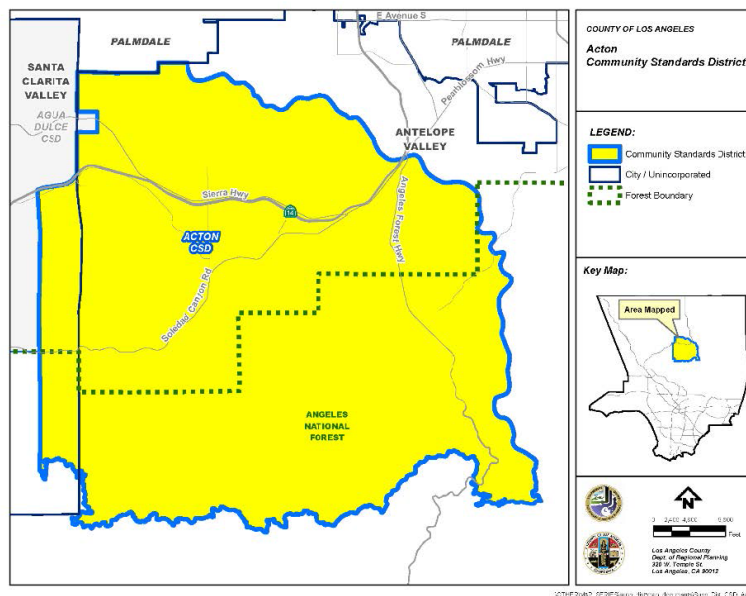 E Avenue S
PALMDALE
PALMDALE
SANTA
CLARITA
VALLEY
Pearblossom Hwy
AGUA
DULCE
CSD
ANTELOPE
VALLEY
Sierra Hwy
14
Angeles Forest Hwy
ACTON
CSD
Soledad Canyon Rd
ANGELES
NATIONAL
FOREST
COUNTY OF LOS ANGELES
Acton
Community Standards District
LEGEND:
Community Standards District
City / Unincorporated
Forest Boundary
Key Map:
Area Mapped
N
Feet
Los Angeles County
Dept. of Regional Planning
320 W. Temple St.
Los Angeles, CA 90012